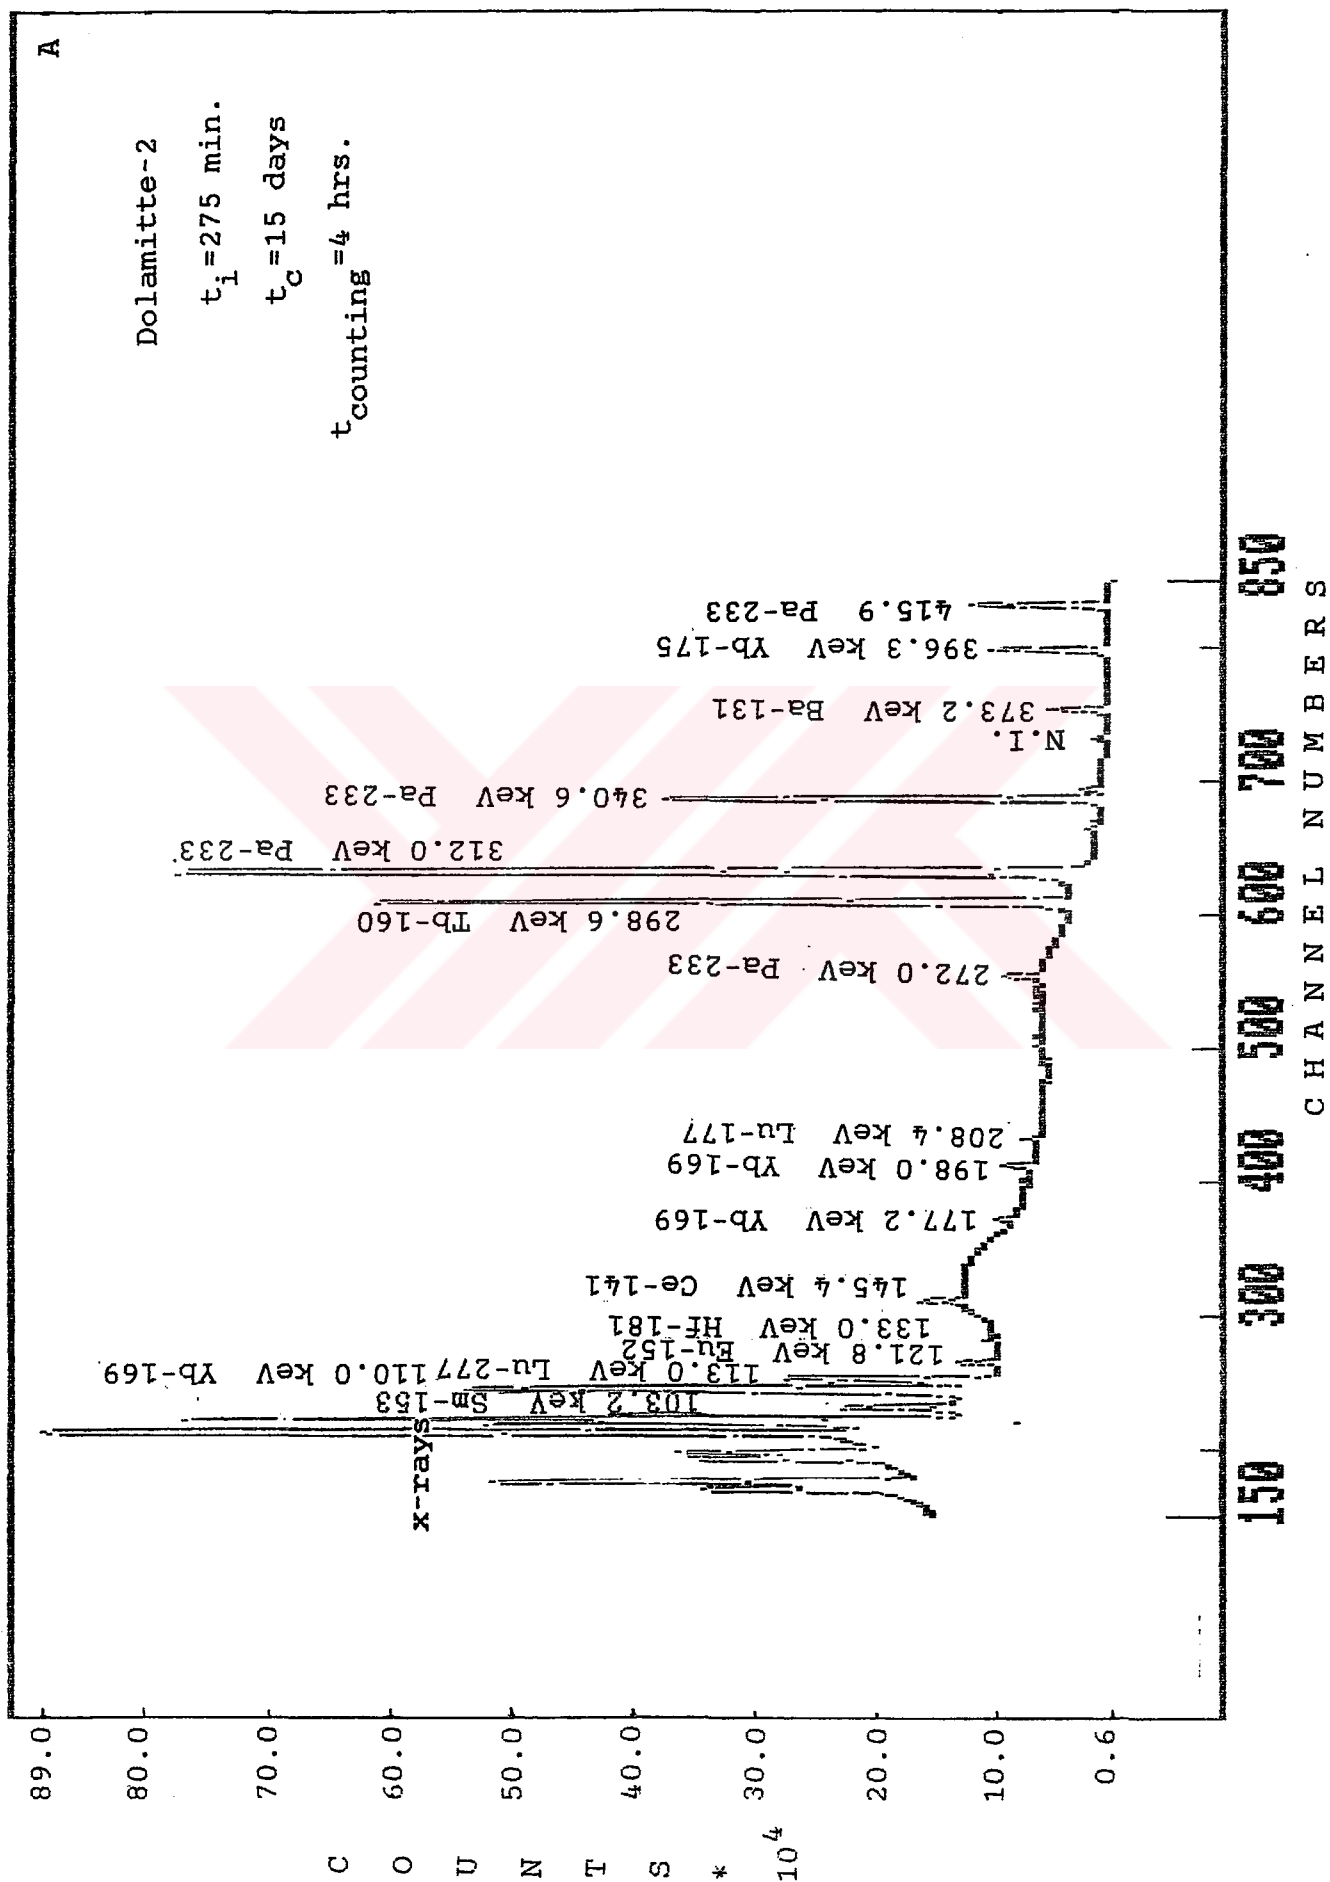 A
Dolamitte-2
ti=275 min.
tc=15 days
tcounting=4 hrs.
89.0
80.0
70.0
60.0
50.0
40.0
30.0
20.0
10.0
0.6
COUNTS * 10^4
x-rays
103.2 keV Sm-153
110.0 keV Yb-169
113.0 keV Lu-277
121.8 keV Eu-152
133.0 keV Hf-181
145.4 keV Ce-141
177.2 keV Yb-169
198.0 keV Yb-169
208.4 keV Lu-177
272.0 keV Pa-233
298.6 keV Tb-160
312.0 keV Pa-233
340.6 keV Pa-233
N.I.
373.2 keV Ba-131
396.3 keV Yb-175
415.9 Pa-233
150 300 400 500 600 700 850
CHANNEL NUMBERS